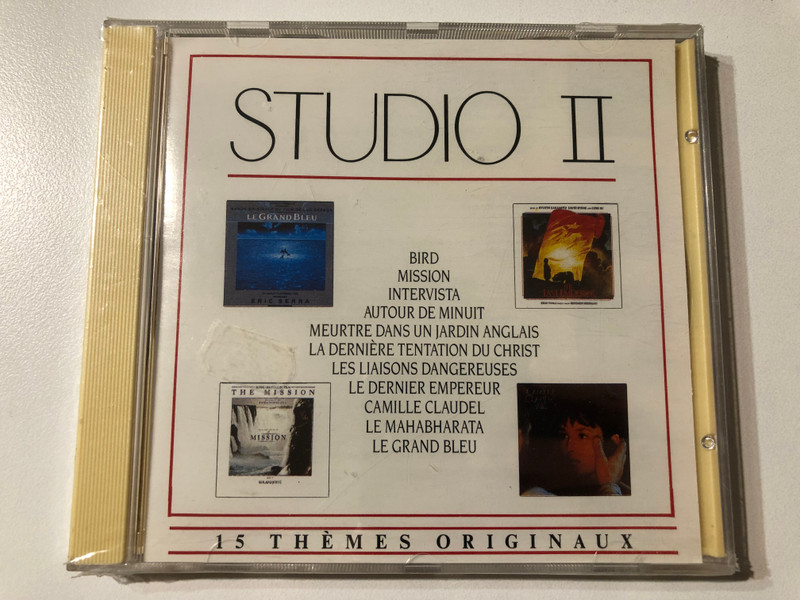 STUDIO II
LE GRAND BLEU
ERIC SERRA
BIRD
MISSION
INTERVISTA
AUTOUR DE MINUIT
MEURTRE DANS UN JARDIN ANGLAIS
LA DERNIÈRE TENTATION DU CHRIST
LES LIAISONS DANGEREUSES
LE DERNIER EMPEREUR
CAMILLE CLAUDEL
LE MAHABHARATA
LE GRAND BLEU
THE MISSION
MISSION
15 THÈMES ORIGINAUX